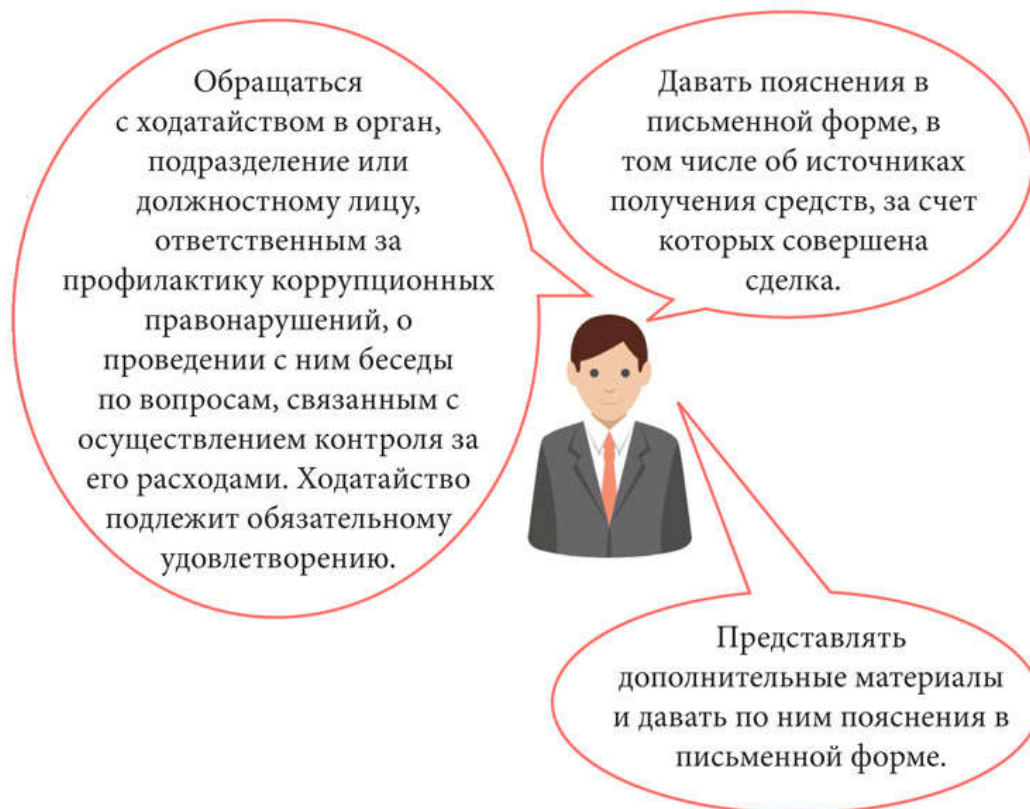 Обращаться
с ходатайством в орган,
подразделение или
должностному лицу,
ответственным за
профилактику коррупционных
правонарушений, о
проведении с ним беседы
по вопросам, связанным с
осуществлением контроля за
его расходами. Ходатайство
подлежит обязательному
удовлетворению.
Давать пояснения в
письменной форме, в
том числе об источниках
получения средств, за счет
которых совершена
сделка.
Представлять
дополнительные материалы
и давать по ним пояснения в
письменной форме.